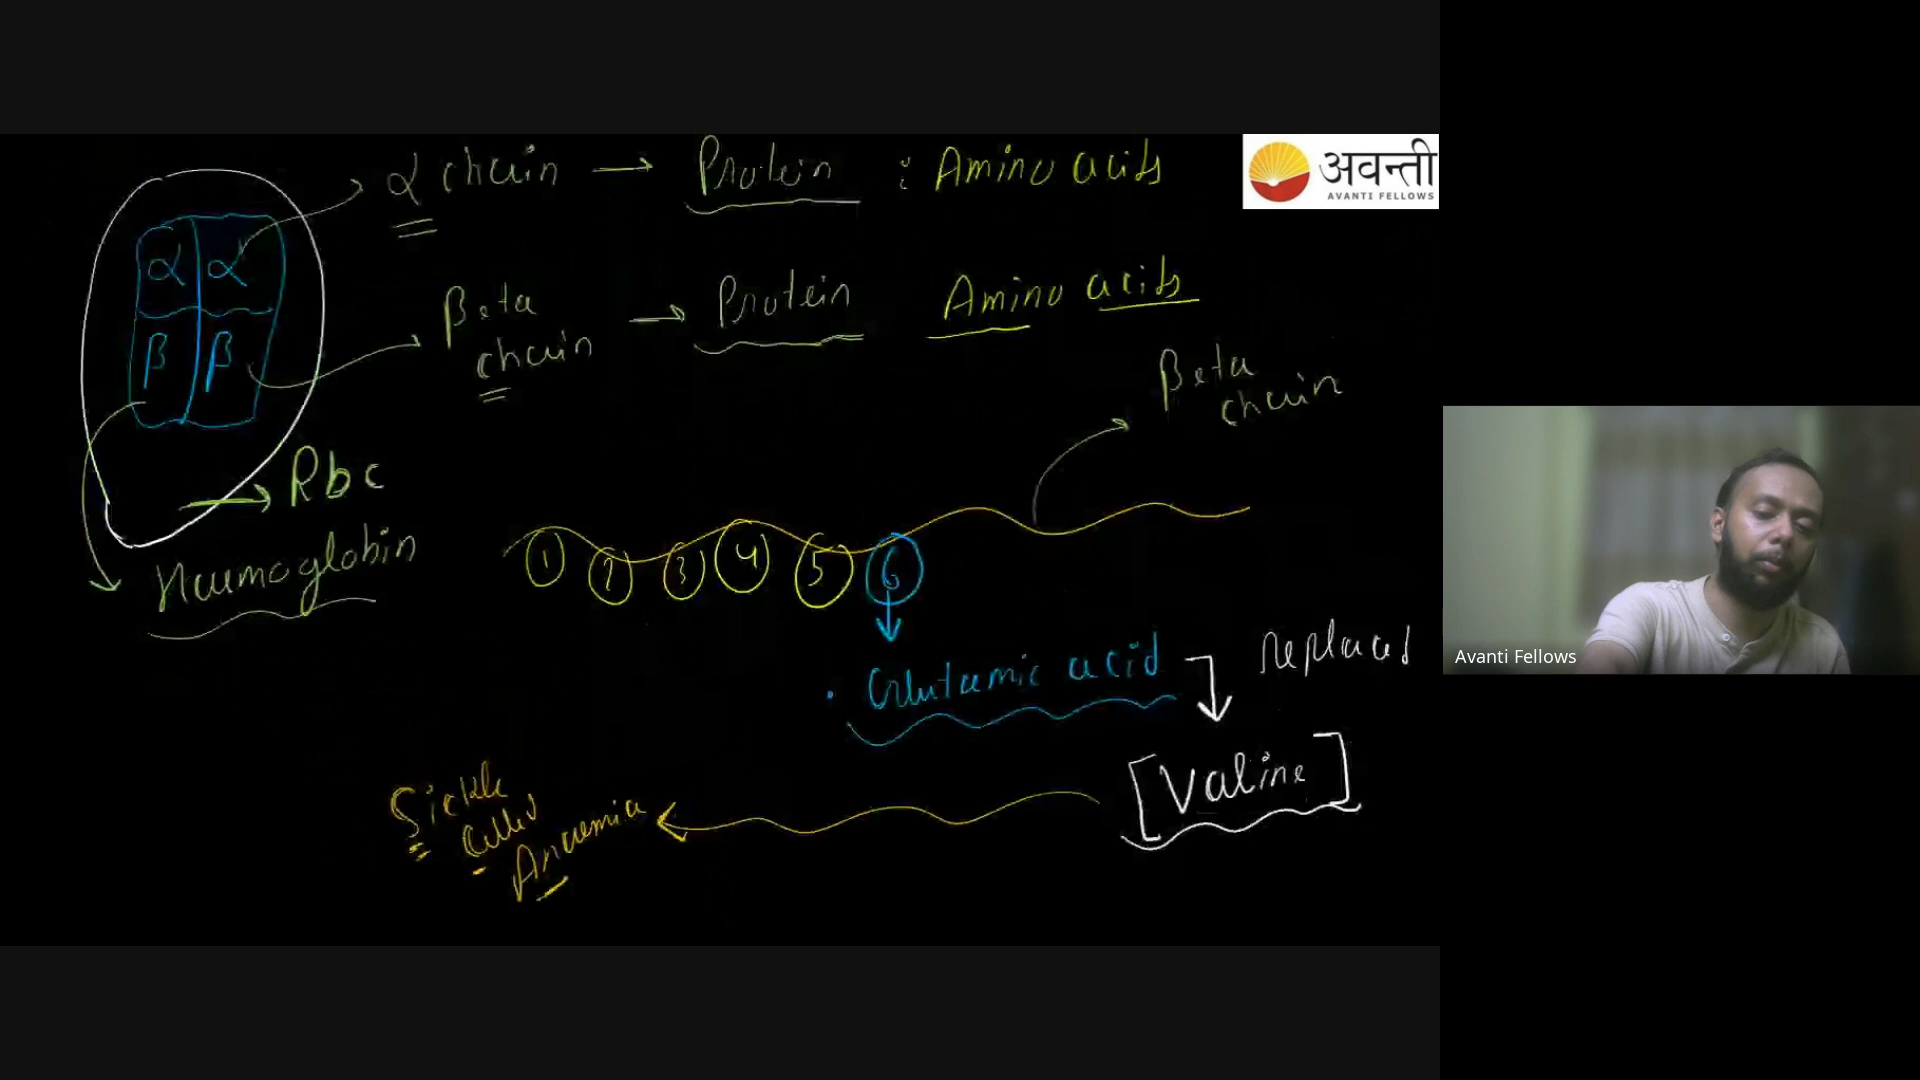 α chain → Protein : Amino acids
अवन्ती
AVANTI FELLOWS
α α
β β
Beta chain → Protein Amino acids
Beta
chain
Rbc
Haemoglobin
1 2 3 4 5 6
Glutamic acid
replaced
[Valine]
Sickle
Celled
Anaemia
Avanti Fellows